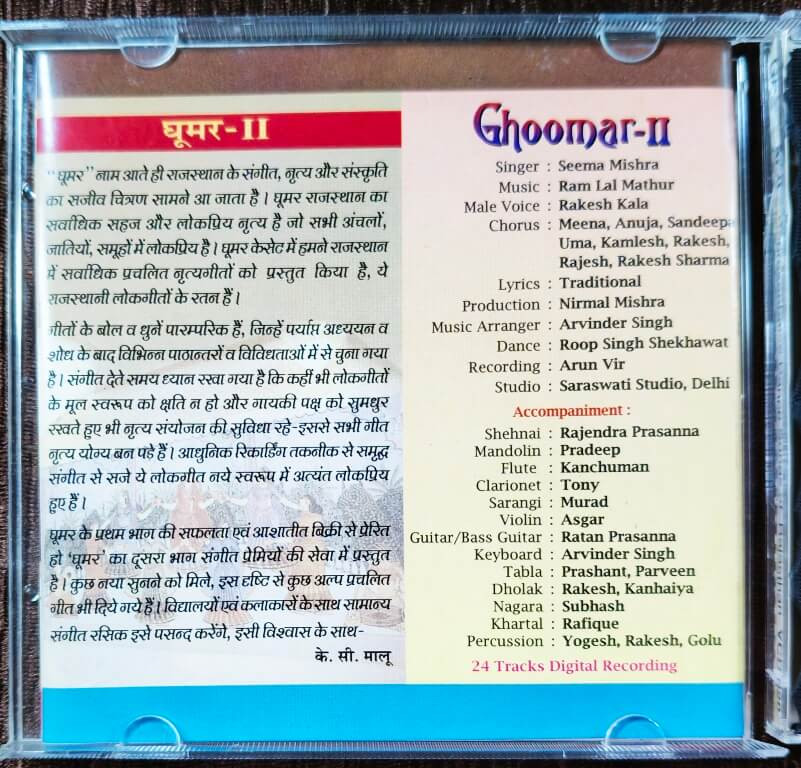 घूमर-II
"घूमर" नाम आते ही राजस्थान के संगीत, नृत्य और संस्कृति
का सजीव चित्रण सामने आ जाता है। घूमर राजस्थान का
सर्वाधिक सहज और लोकप्रिय नृत्य है जो सभी अंचलों,
जातियों, समूहों में लोकप्रिय है। घूमर केसेट में हमने राजस्थान
में सर्वाधिक प्रचलित नृत्यगीतों को प्रस्तुत किया है, ये
राजस्थानी लोकगीतों के रतन हैं।
गीतों के बोल व धुनें पारम्परिक हैं, जिन्हें पर्याप्त अध्ययन व
शोध के बाद विभिन्न पाठान्तरों व विविधताओं में से चुना गया
है। संगीत देते समय ध्यान रखा गया है कि कहीं भी लोकगीतों
के मूल स्वरूप को क्षति न हो और गायकी पक्ष को सुमधुर
रखते हुए भी नृत्य संयोजन की सुविधा रहे-इससे सभी गीत
नृत्य योग्य बन पड़े हैं। आधुनिक रिकार्डिंग तकनीक से समृद्ध
संगीत से सजे ये लोकगीत नये स्वरूप में अत्यंत लोकप्रिय
हुए हैं।
घूमर के प्रथम भाग की सफलता एवं आशातीत बिक्री से प्रेरित
हो 'घूमर' का दूसरा भाग संगीत प्रेमियों की सेवा में प्रस्तुत
है। कुछ नया सुनने को मिले, इस दृष्टि से कुछ अल्प प्रचलित
गीत भी दिये गये हैं। विद्यालयों एवं कलाकारों के साथ सामान्य
संगीत रसिक इसे पसन्द करेंगे, इसी विश्वास के साथ-
के. सी. मालू
Ghoomar-II
Singer : Seema Mishra
Music : Ram Lal Mathur
Male Voice : Rakesh Kala
Chorus : Meena, Anuja, Sandeepa
Uma, Kamlesh, Rakesh,
Rajesh, Rakesh Sharma
Lyrics : Traditional
Production : Nirmal Mishra
Music Arranger : Arvinder Singh
Dance : Roop Singh Shekhawat
Recording : Arun Vir
Studio : Saraswati Studio, Delhi
Accompaniment :
Shehnai : Rajendra Prasanna
Mandolin : Pradeep
Flute : Kanchuman
Clarionet : Tony
Sarangi : Murad
Violin : Asgar
Guitar/Bass Guitar : Ratan Prasanna
Keyboard : Arvinder Singh
Tabla : Prashant, Parveen
Dholak : Rakesh, Kanhaiya
Nagara : Subhash
Khartal : Rafique
Percussion : Yogesh, Rakesh, Golu
24 Tracks Digital Recording